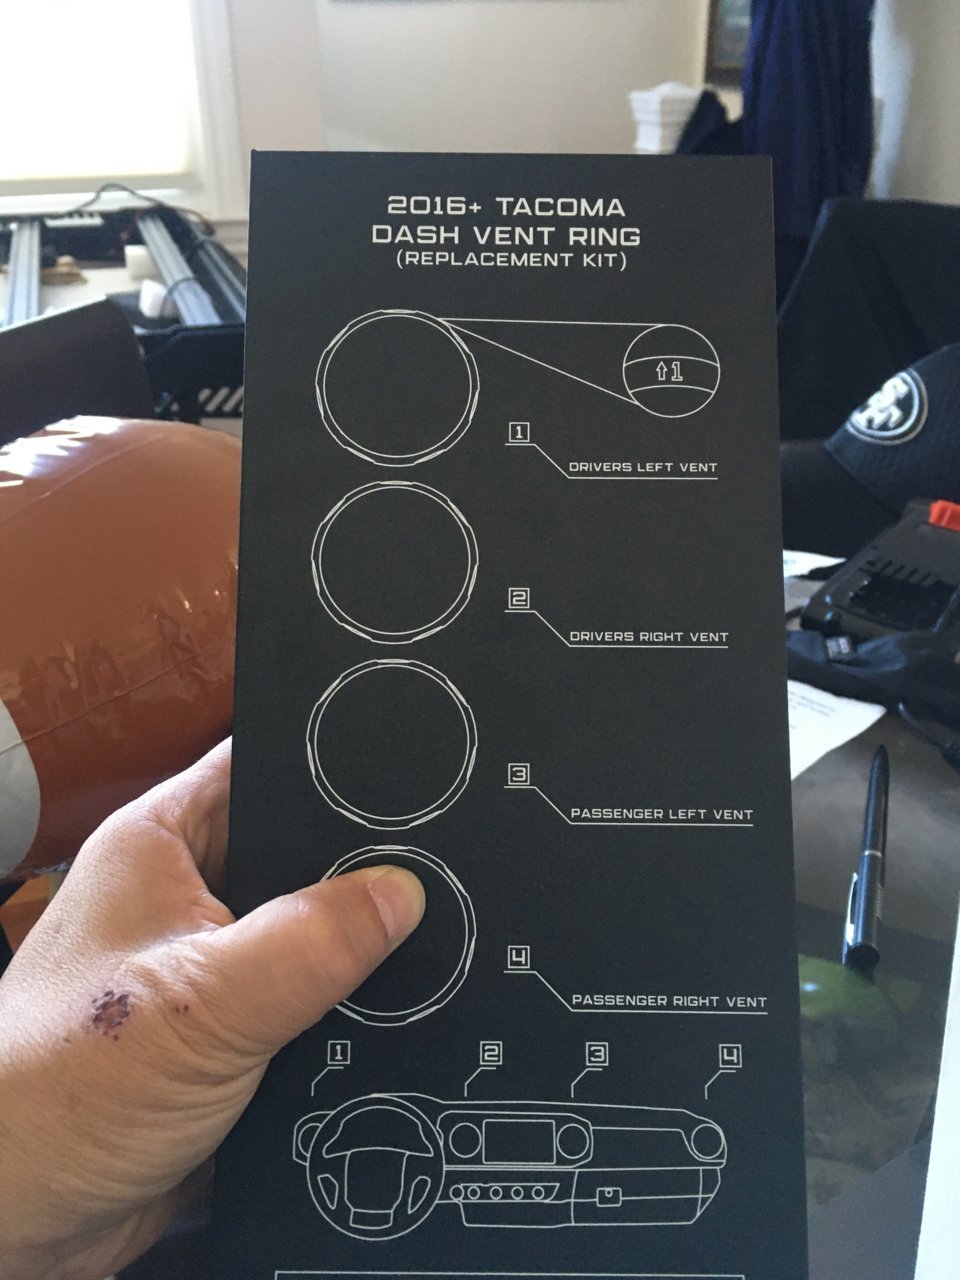 2016+ TACOMA
DASH VENT RING
(REPLACEMENT KIT)
↑1
1
DRIVERS LEFT VENT
2
DRIVERS RIGHT VENT
3
PASSENGER LEFT VENT
4
PASSENGER RIGHT VENT
1 2 3 4
SF